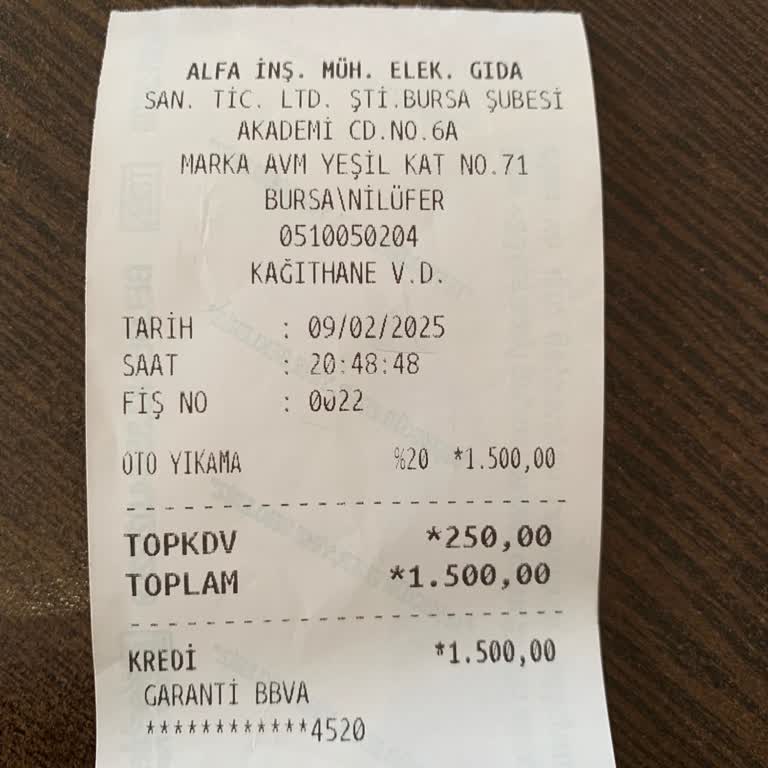 ALFA İNŞ. MÜH. ELEK. GIDA
SAN. TİC. LTD. ŞTİ.BURSA ŞUBESİ
AKADEMİ CD.NO.6A
MARKA AVM YEŞİL KAT NO.71
BURSA\NİLÜFER
0510050204
KAĞITHANE V.D.
TARİH : 09/02/2025
SAAT : 20:48:48
FİŞ NO : 0022
OTO YIKAMA %20 *1.500,00
TOPKDV *250,00
TOPLAM *1.500,00
KREDİ *1.500,00
GARANTİ BBVA
************4520